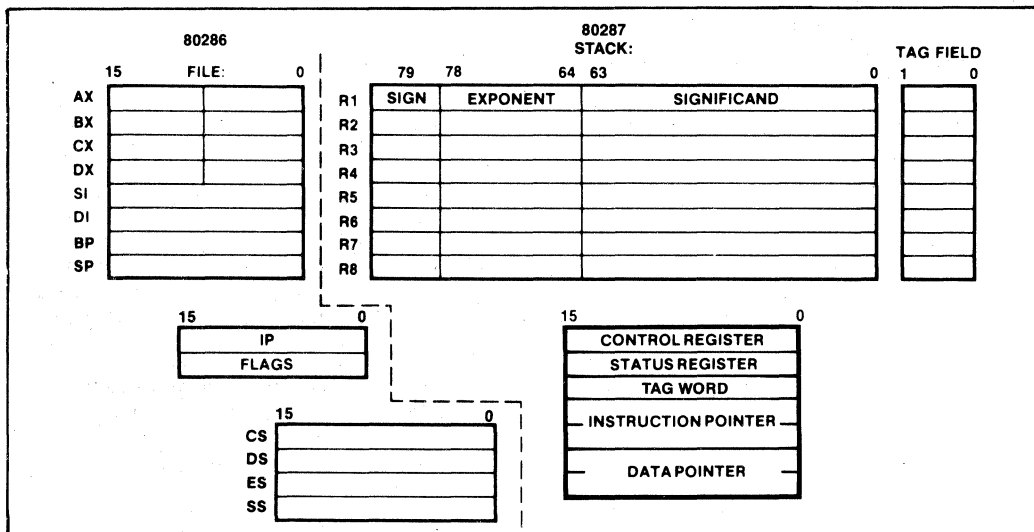 80286
FILE:
15 0
AX
BX
CX
DX
SI
DI
BP
SP
80287
STACK:
79 78 64 63 0
R1 SIGN EXPONENT SIGNIFICAND
R2
R3
R4
R5
R6
R7
R8
TAG FIELD
1 0
15 0
IP
FLAGS
15 0
CS
DS
ES
SS
15 0
CONTROL REGISTER
STATUS REGISTER
TAG WORD
INSTRUCTION POINTER
DATA POINTER